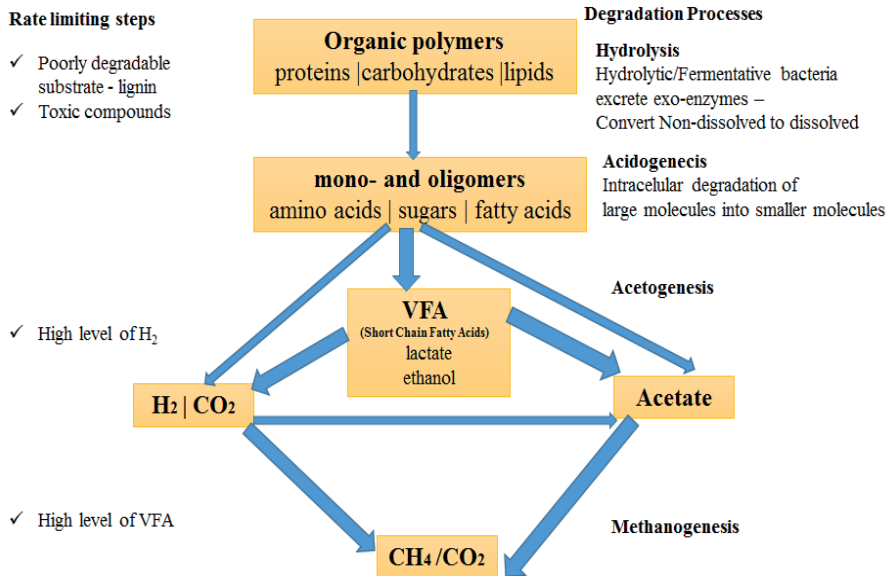 Rate limiting steps
✓ Poorly degradable
substrate - lignin
✓ Toxic compounds
✓ High level of H₂
✓ High level of VFA
Organic polymers
proteins |carbohydrates |lipids
mono- and oligomers
amino acids | sugars | fatty acids
VFA
(Short Chain Fatty Acids)
lactate
ethanol
H₂ | CO₂
Acetate
CH₄ /CO₂
Degradation Processes
Hydrolysis
Hydrolytic/Fermentative bacteria
excrete exo-enzymes –
Convert Non-dissolved to dissolved
Acidogenecis
Intracelular degradation of
large molecules into smaller molecules
Acetogenesis
Methanogenesis